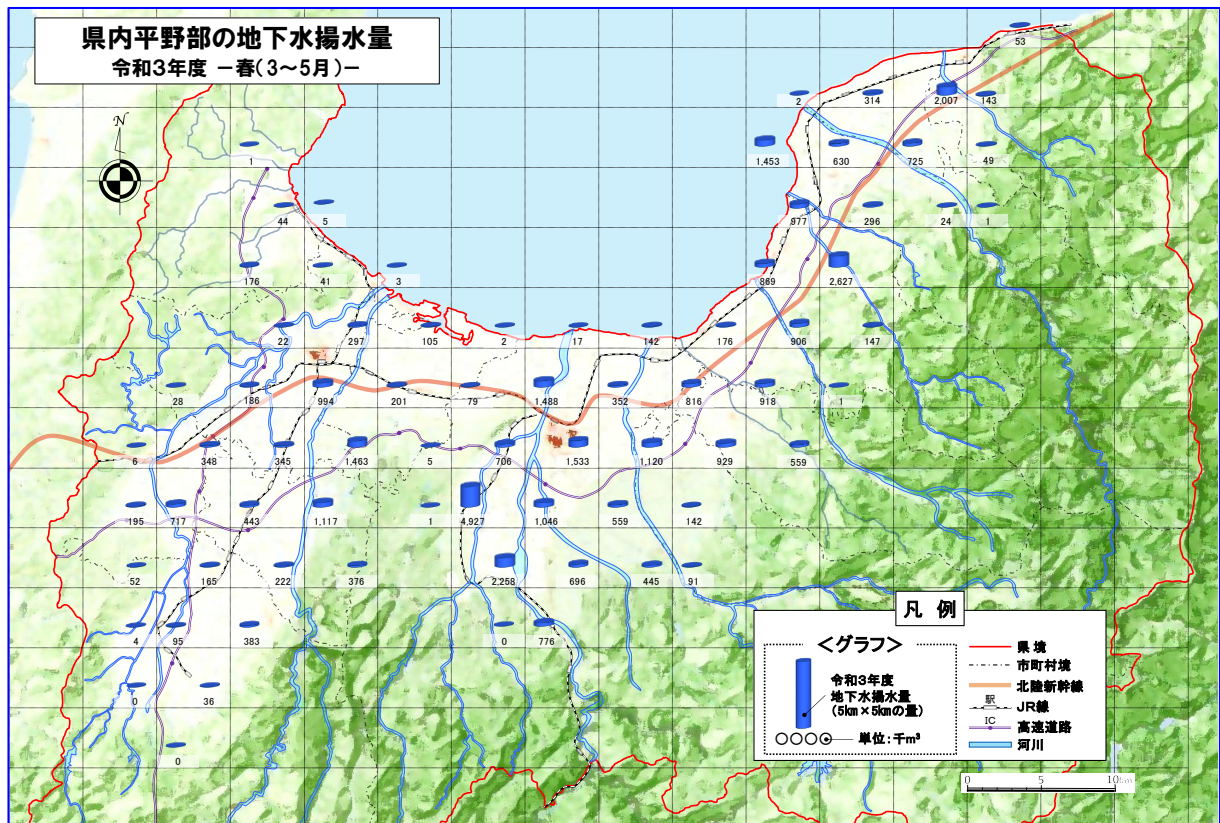 県内平野部の地下水揚水量
令和3年度 －春(3～5月)－
N
53
2 314 2,007 143
1 1,453 630 725 49
44 5 977 296 24 1
176 41 3 869 2,627
22 297 105 2 17 142 176 906 147
28 186 994 201 79 1,488 352 816 918 1
6 348 345 1,463 5 706 1,533 1,120 929 559
195 717 443 1,117 1 4,927 1,046 559 142
52 165 222 376 2,258 696 445 91
4 95 383 0 776
0 36
0
凡 例
＜グラフ＞
令和3年度
地下水揚水量
(5km×5kmの量)
○○○○ 単位：千m³
県境
市町村境
北陸新幹線
駅
JR線
IC
高速道路
河川
0 5 10km